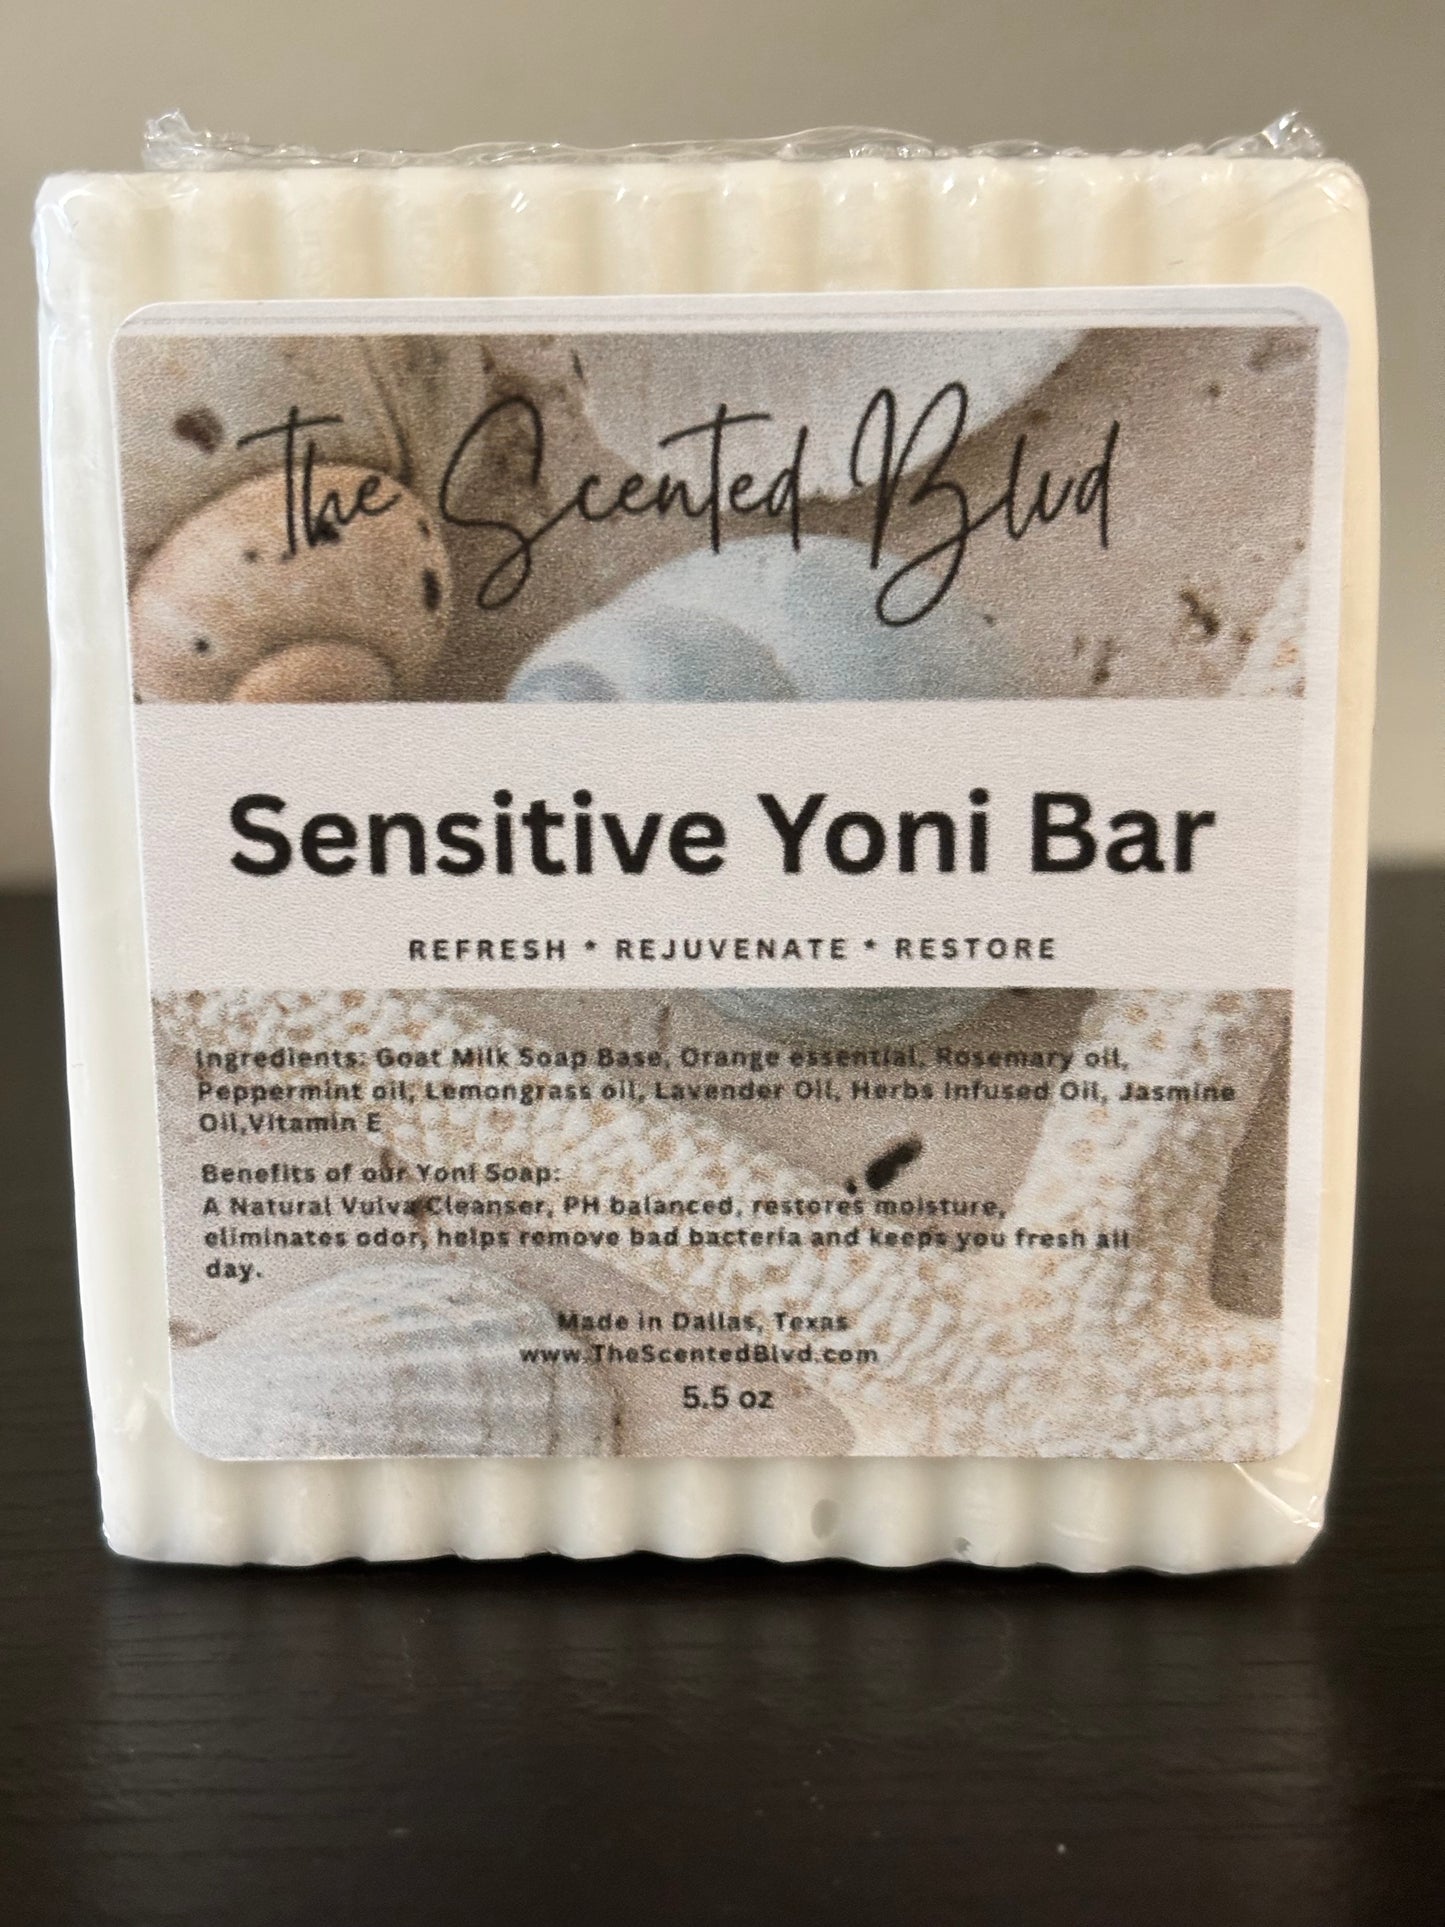 The Scented Blvd
Sensitive Yoni Bar
REFRESH * REJUVENATE * RESTORE
Ingredients: Goat Milk Soap Base, Orange essential, Rosemary oil,
Peppermint oil, Lemongrass oil, Lavender Oil, Herbs Infused Oil, Jasmine
Oil,Vitamin E
Benefits of our Yoni Soap:
A Natural Vulva Cleanser, PH balanced, restores moisture,
eliminates odor, helps remove bad bacteria and keeps you fresh all
day.
Made in Dallas, Texas
www.TheScentedBlvd.com
5.5 oz